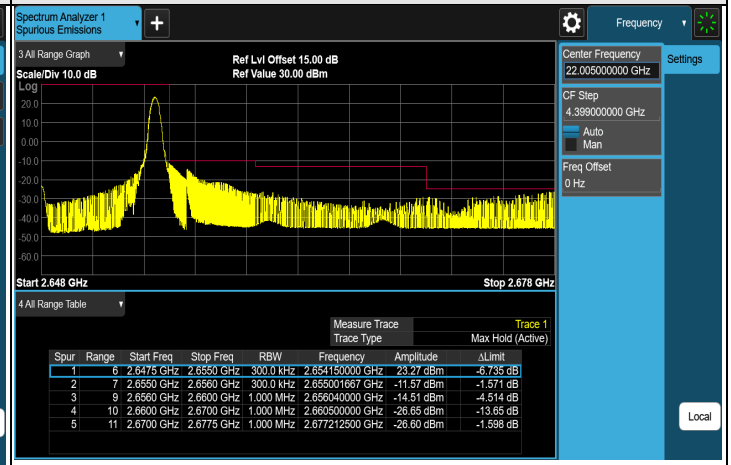 Spectrum Analyzer 1
Spurious Emissions
+
Frequency
3 All Range Graph
Ref Lvl Offset 15.00 dB
Scale/Div 10.0 dB
Ref Value 30.00 dBm
Log
20.0
10.0
0.00
-10.0
-20.0
-30.0
-40.0
-50.0
-60.0
Start 2.648 GHz
Stop 2.678 GHz
Center Frequency
22.005000000 GHz
Settings
CF Step
4.399000000 GHz
Auto
Man
Freq Offset
0 Hz
4 All Range Table
Measure Trace Trace 1
Trace Type Max Hold (Active)
Spur Range Start Freq Stop Freq RBW Frequency Amplitude ΔLimit
1 6 2.6475 GHz 2.6550 GHz 300.0 kHz 2.654150000 GHz 23.27 dBm -6.735 dB
2 7 2.6550 GHz 2.6560 GHz 300.0 kHz 2.655001667 GHz -11.57 dBm -1.571 dB
3 9 2.6560 GHz 2.6600 GHz 1.000 MHz 2.656040000 GHz -14.51 dBm -4.514 dB
4 10 2.6600 GHz 2.6700 GHz 1.000 MHz 2.660500000 GHz -26.65 dBm -13.65 dB
5 11 2.6700 GHz 2.6775 GHz 1.000 MHz 2.677212500 GHz -26.60 dBm -1.598 dB
Local